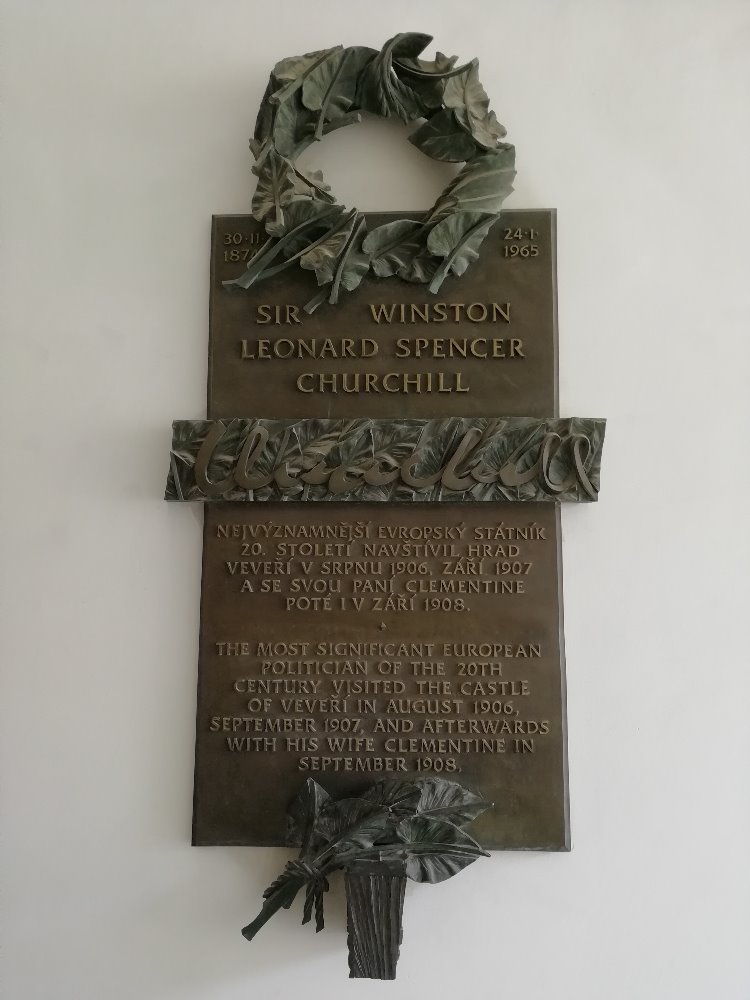 30·11
24·1·
1965
SIR WINSTON
LEONARD SPENCER
CHURCHILL
Churchill
NEJVÝZNAMNĚJŠÍ EVROPSKÝ STÁTNÍK
20. STOLETÍ NAVŠTÍVIL HRAD
VEVEŘÍ V SRPNU 1906, ZÁŘÍ 1907
A SE SVOU PANÍ CLEMENTINE
POTÉ I V ZÁŘÍ 1908.
THE MOST SIGNIFICANT EUROPEAN
POLITICIAN OF THE 20TH
CENTURY VISITED THE CASTLE
OF VEVEŘÍ IN AUGUST 1906,
SEPTEMBER 1907, AND AFTERWARDS
WITH HIS WIFE CLEMENTINE IN
SEPTEMBER 1908.